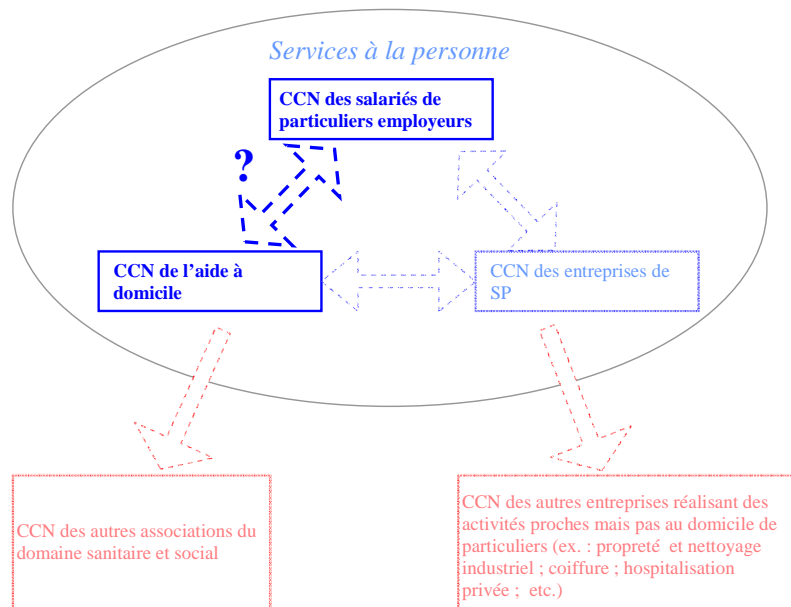 Services à la personne
CCN des salariés de
particuliers employeurs
?
CCN de l'aide à
domicile
CCN des entreprises de
SP
CCN des autres associations du
domaine sanitaire et social
CCN des autres entreprises réalisant des
activités proches mais pas au domicile de
particuliers (ex. : propreté et nettoyage
industriel ; coiffure ; hospitalisation
privée ; etc.)